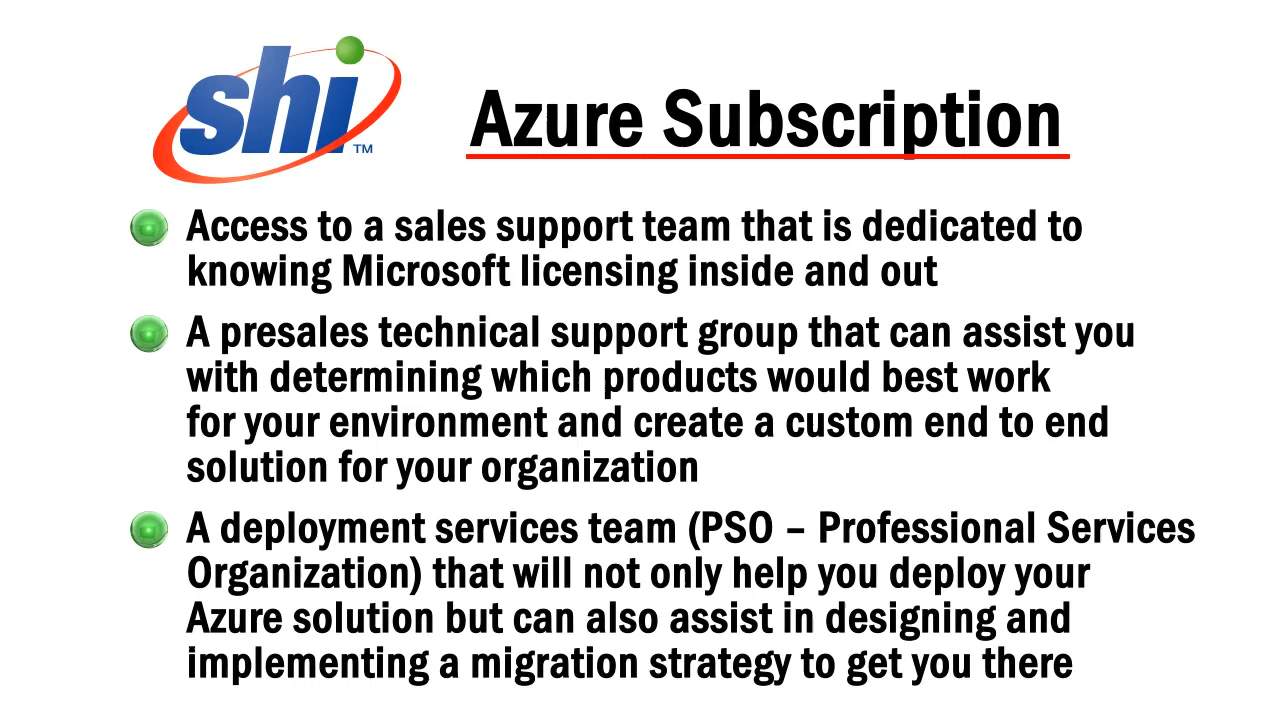 shi
TM
Azure Subscription
Access to a sales support team that is dedicated to
knowing Microsoft licensing inside and out
A presales technical support group that can assist you
with determining which products would best work
for your environment and create a custom end to end
solution for your organization
A deployment services team (PSO – Professional Services
Organization) that will not only help you deploy your
Azure solution but can also assist in designing and
implementing a migration strategy to get you there